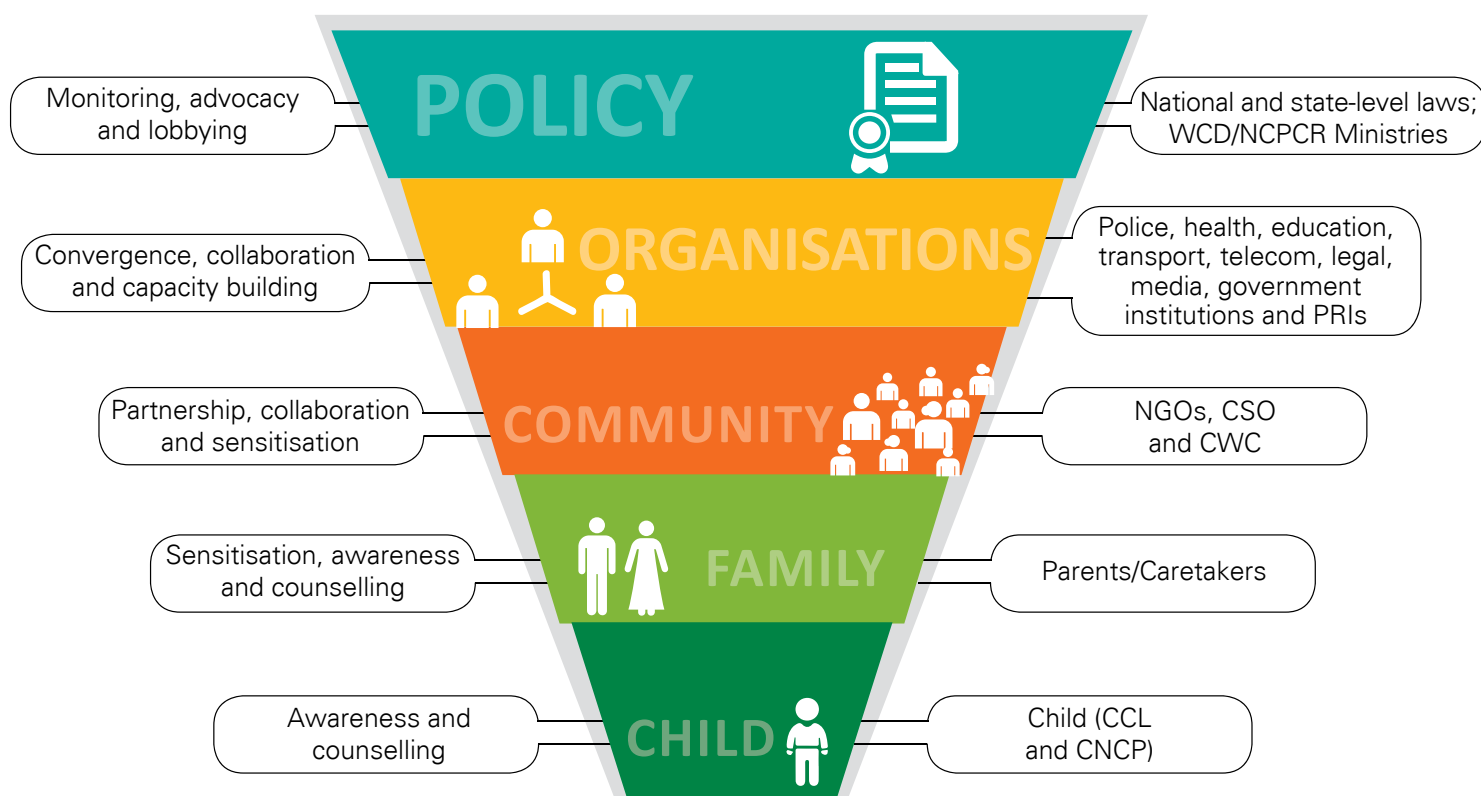 POLICY
Monitoring, advocacy
and lobbying
National and state-level laws;
WCD/NCPCR Ministries
ORGANISATIONS
Convergence, collaboration
and capacity building
Police, health, education,
transport, telecom, legal,
media, government
institutions and PRIs
COMMUNITY
Partnership, collaboration
and sensitisation
NGOs, CSO
and CWC
FAMILY
Sensitisation, awareness
and counselling
Parents/Caretakers
CHILD
Awareness and
counselling
Child (CCL
and CNCP)